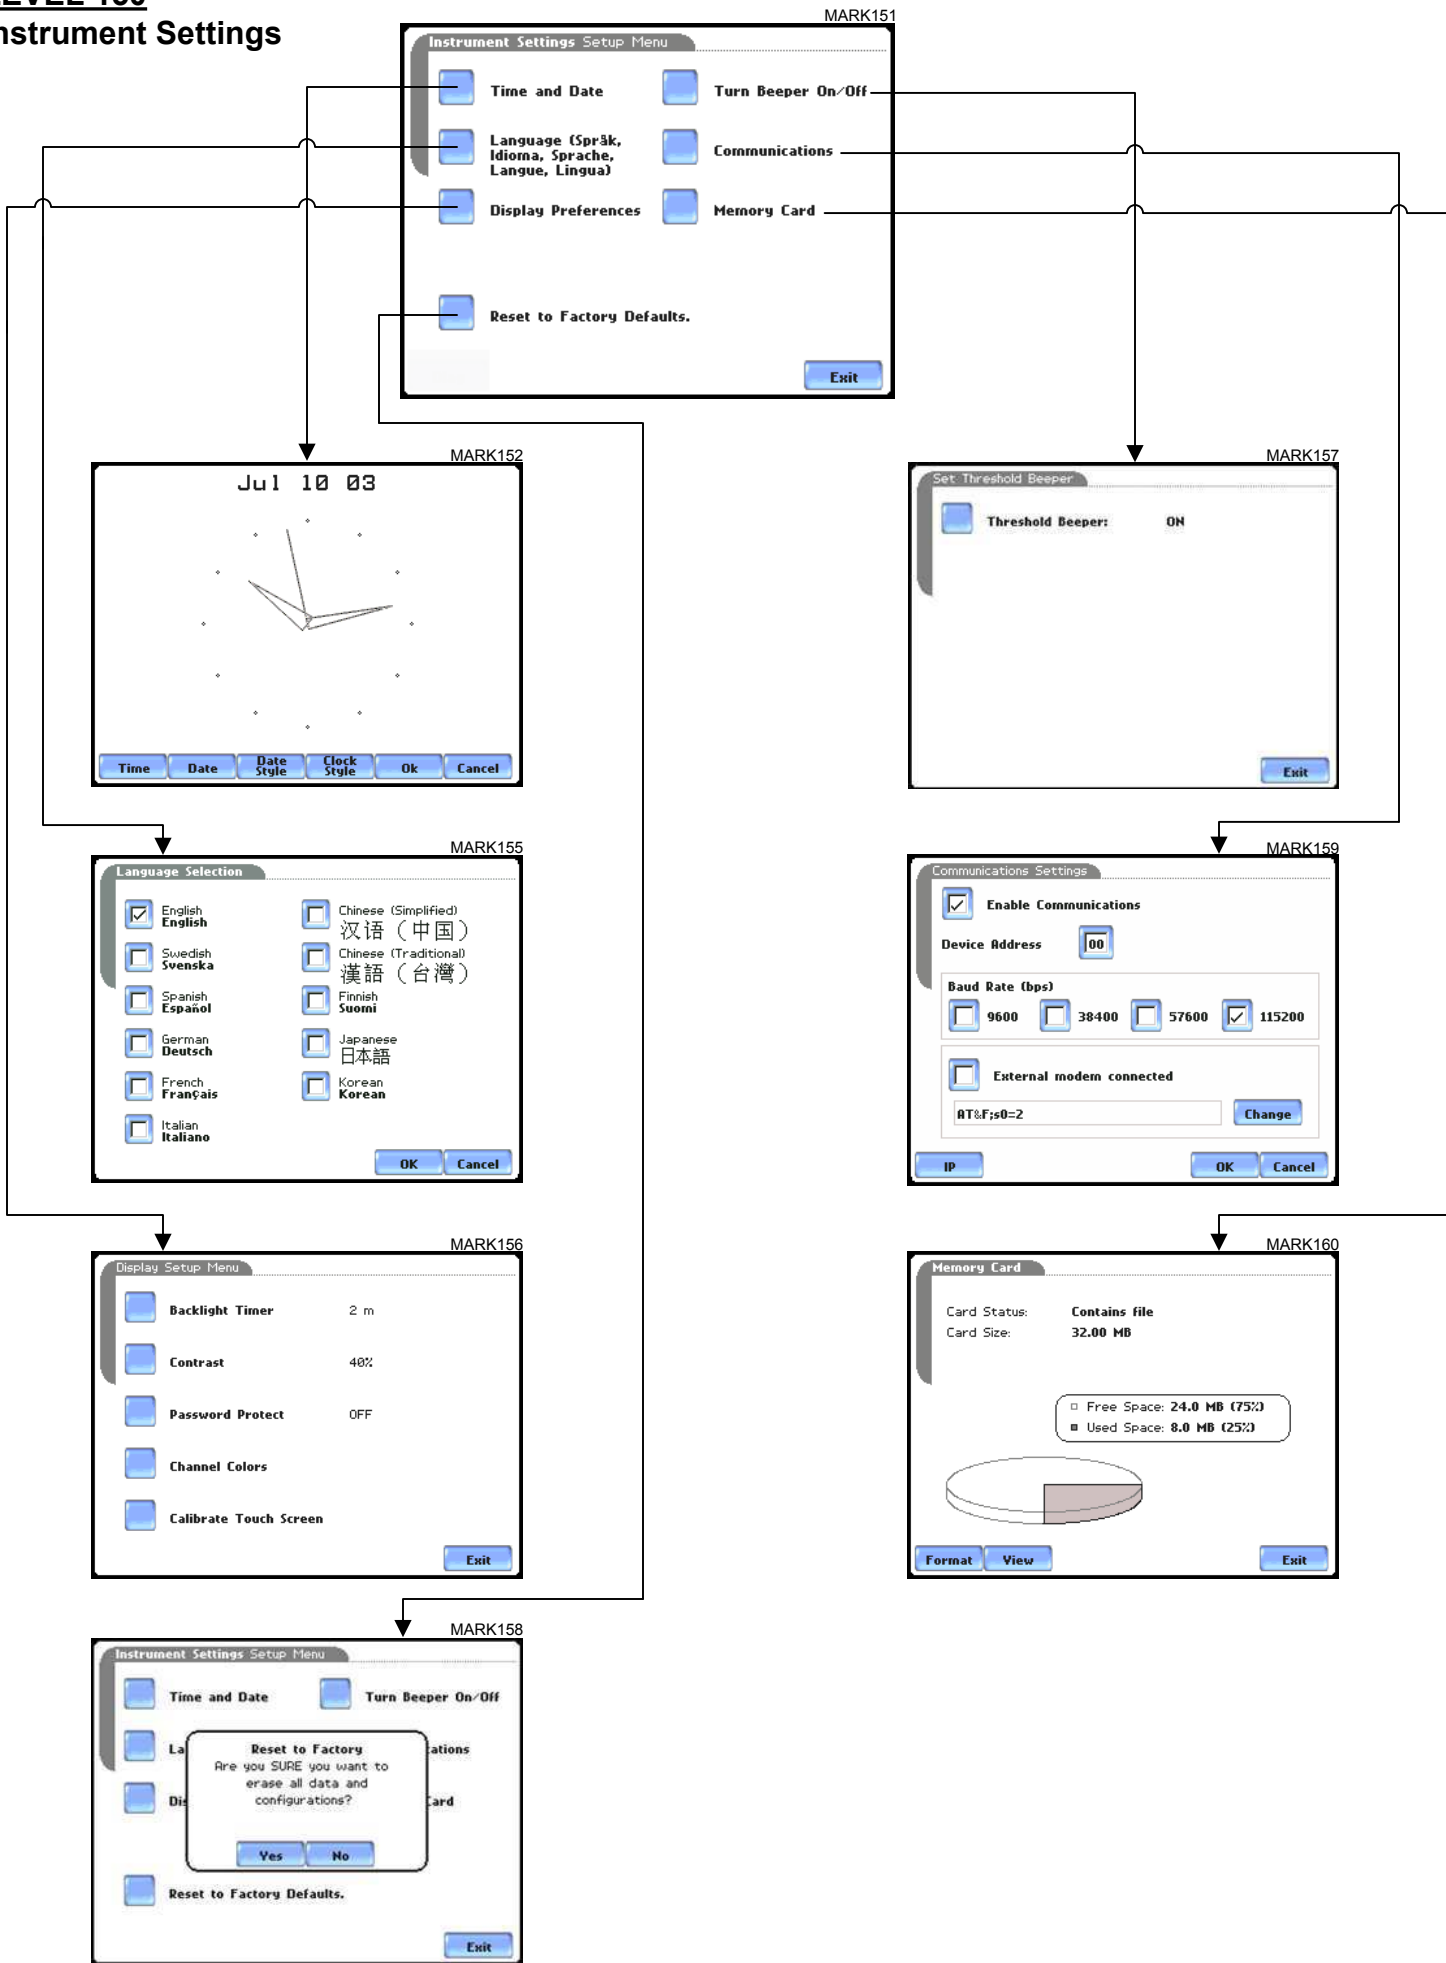 Instrument Settings
MARK151
Instrument Settings Setup Menu
Time and Date
Turn Beeper On/Off
Language (Språk,
Idioma, Sprache,
Langue, Lingua)
Communications
Display Preferences
Memory Card
Reset to Factory Defaults.
Exit
MARK152
Jul 10 03
Time
Date
Date
Style
Clock
Style
Ok
Cancel
MARK157
Set Threshold Beeper
Threshold Beeper: ON
Exit
MARK155
Language Selection
English
English
Swedish
Svenska
Spanish
Español
German
Deutsch
French
Français
Italian
Italiano
Chinese (Simplified)
汉语（中国）
Chinese (Traditional)
漢語（台灣）
Finnish
Suomi
Japanese
日本語
Korean
Korean
OK
Cancel
MARK159
Communications Settings
Enable Communications
Device Address 00
Baud Rate (bps)
9600 38400 57600 115200
External modem connected
AT&F;s0=2
Change
IP
OK
Cancel
MARK156
Display Setup Menu
Backlight Timer 2 m
Contrast 40%
Password Protect OFF
Channel Colors
Calibrate Touch Screen
Exit
MARK160
Memory Card
Card Status: Contains file
Card Size: 32.00 MB
Free Space: 24.0 MB (75%)
Used Space: 8.0 MB (25%)
Format
View
Exit
MARK158
Instrument Settings Setup Menu
Time and Date
Turn Beeper On/Off
La
ations
Dis
Card
Reset to Factory
Are you SURE you want to
erase all data and
configurations?
Yes
No
Reset to Factory Defaults.
Exit